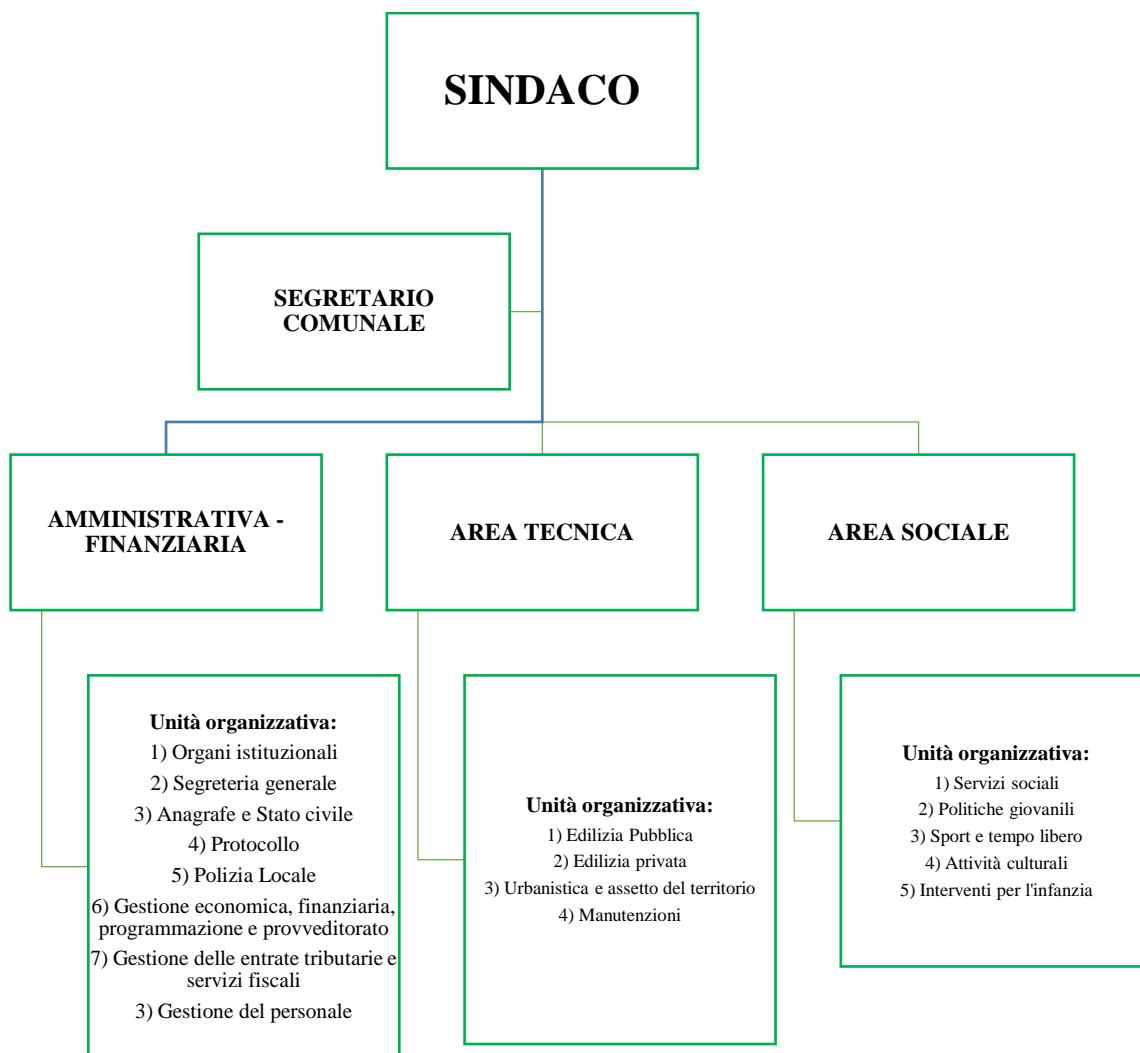 SINDACO
SEGRETARIO
COMUNALE
AMMINISTRATIVA -
FINANZIARIA
AREA TECNICA
AREA SOCIALE
Unità organizzativa:
1) Organi istituzionali
2) Segreteria generale
3) Anagrafe e Stato civile
4) Protocollo
5) Polizia Locale
6) Gestione economica, finanziaria,
programmazione e provveditorato
7) Gestione delle entrate tributarie e
servizi fiscali
3) Gestione del personale
Unità organizzativa:
1) Edilizia Pubblica
2) Edilizia privata
3) Urbanistica e assetto del territorio
4) Manutenzioni
Unità organizzativa:
1) Servizi sociali
2) Politiche giovanili
3) Sport e tempo libero
4) Attività culturali
5) Interventi per l'infanzia